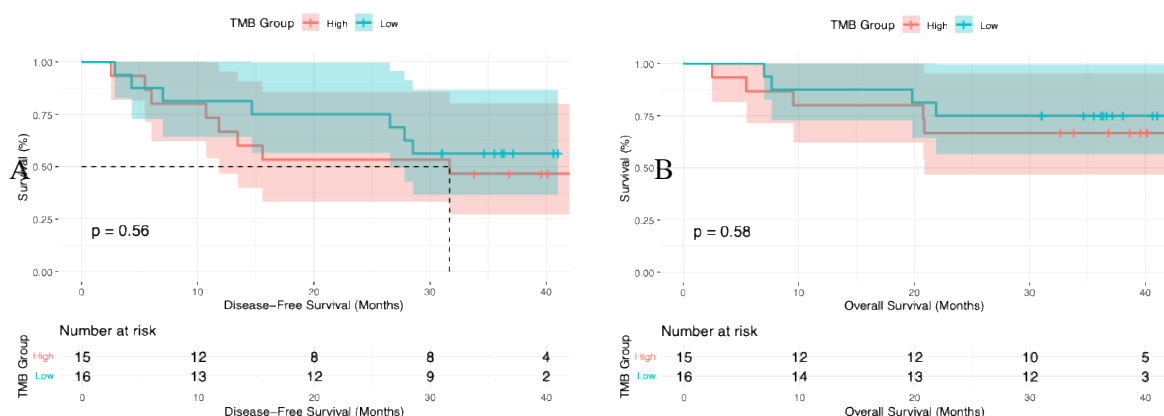 TMB Group High Low
1.00
0.75
0.50
0.25
0.00
Survival (%)
A
p = 0.56
0 10 20 30 40
Disease-Free Survival (Months)
Number at risk
TMB Group
High 15 12 8 8 4
Low 16 13 12 9 2
0 10 20 30 40
Disease-Free Survival (Months)
TMB Group High Low
1.00
0.75
0.50
0.25
0.00
Survival (%)
B
p = 0.58
0 10 20 30 40
Overall Survival (Months)
Number at risk
TMB Group
High 15 12 12 10 5
Low 16 14 13 12 3
0 10 20 30 40
Overall Survival (Months)